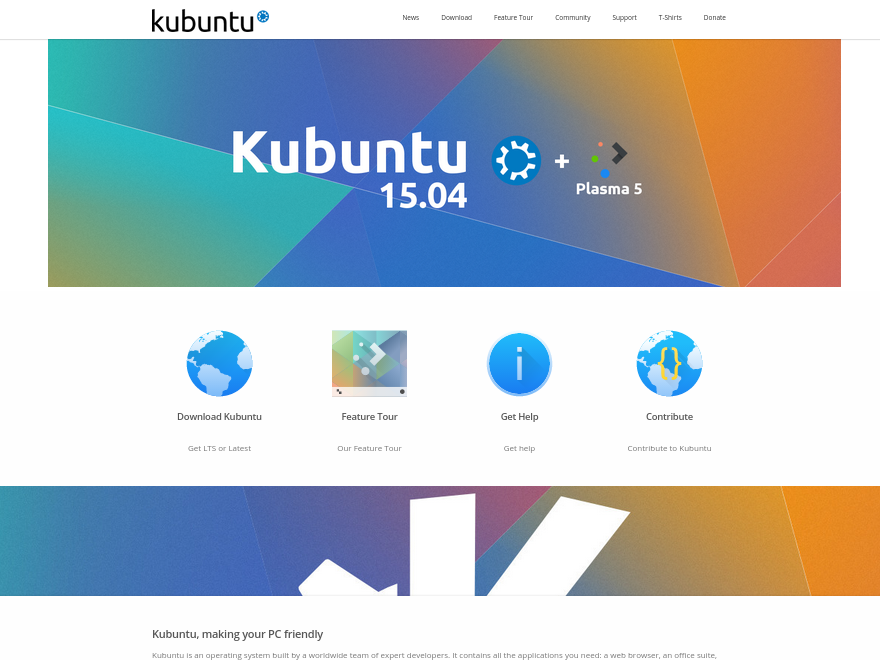 kubuntu
News Download Feature Tour Community Support T-Shirts Donate
Kubuntu
15.04
+
Plasma 5
Download Kubuntu Feature Tour Get Help Contribute
Get LTS or Latest Our Feature Tour Get help Contribute to Kubuntu
Kubuntu, making your PC friendly
Kubuntu is an operating system built by a worldwide team of expert developers. It contains all the applications you need: a web browser, an office suite,